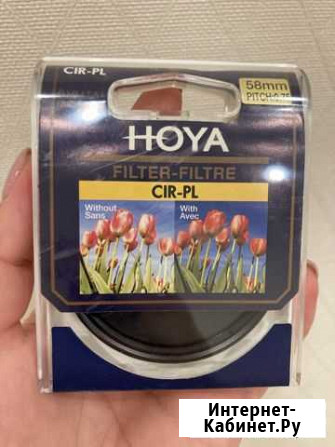 CIR-PL
58mm
PITCH 0.75
HOYA
FILTER-FILTRE
CIR-PL
Without
Sans
With
Avec
Интернет-
Кабинет.Ру